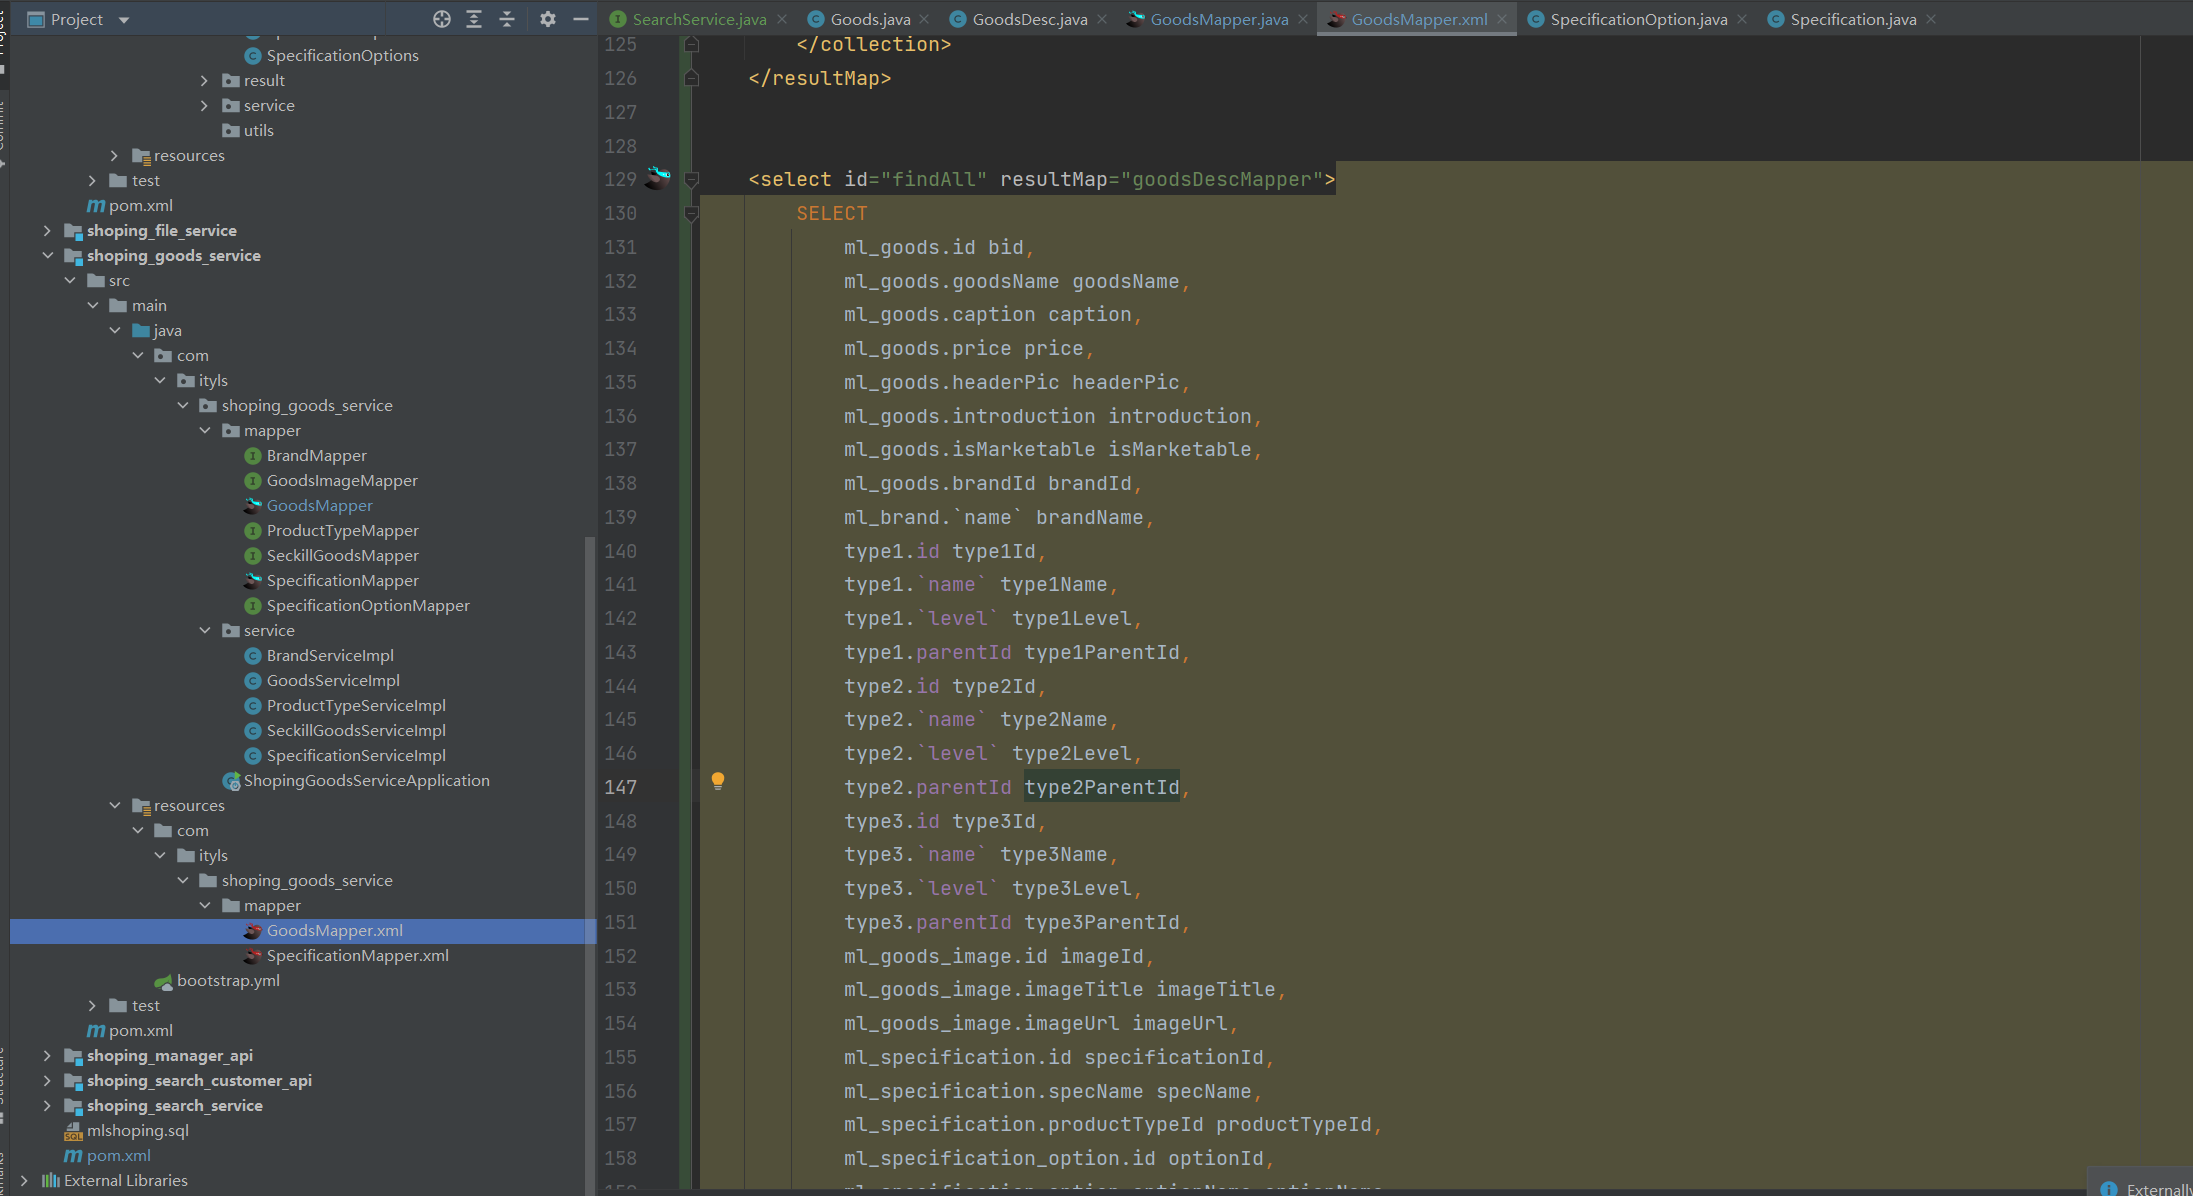 Project
SpecificationOptions
result
service
utils
resources
test
pom.xml
shoping_file_service
shoping_goods_service
src
main
java
com
ityls
shoping_goods_service
mapper
BrandMapper
GoodsImageMapper
GoodsMapper
ProductTypeMapper
SeckillGoodsMapper
SpecificationMapper
SpecificationOptionMapper
service
BrandServiceImpl
GoodsServiceImpl
ProductTypeServiceImpl
SeckillGoodsServiceImpl
SpecificationServiceImpl
ShopingGoodsServiceApplication
resources
com
ityls
shoping_goods_service
mapper
GoodsMapper.xml
SpecificationMapper.xml
bootstrap.yml
test
pom.xml
shoping_manager_api
shoping_search_customer_api
shoping_search_service
mlshoping.sql
pom.xml
External Libraries
SearchService.java Goods.java GoodsDesc.java GoodsMapper.java GoodsMapper.xml SpecificationOption.java Specification.java
125 </collection>
126 </resultMap>
127
128
129 <select id="findAll" resultMap="goodsDescMapper">
130 SELECT
131 ml_goods.id bid,
132 ml_goods.goodsName goodsName,
133 ml_goods.caption caption,
134 ml_goods.price price,
135 ml_goods.headerPic headerPic,
136 ml_goods.introduction introduction,
137 ml_goods.isMarketable isMarketable,
138 ml_goods.brandId brandId,
139 ml_brand.`name` brandName,
140 type1.id type1Id,
141 type1.`name` type1Name,
142 type1.`level` type1Level,
143 type1.parentId type1ParentId,
144 type2.id type2Id,
145 type2.`name` type2Name,
146 type2.`level` type2Level,
147 type2.parentId type2ParentId,
148 type3.id type3Id,
149 type3.`name` type3Name,
150 type3.`level` type3Level,
151 type3.parentId type3ParentId,
152 ml_goods_image.id imageId,
153 ml_goods_image.imageTitle imageTitle,
154 ml_goods_image.imageUrl imageUrl,
155 ml_specification.id specificationId,
156 ml_specification.specName specName,
157 ml_specification.productTypeId productTypeId,
158 ml_specification_option.id optionId,
Externally